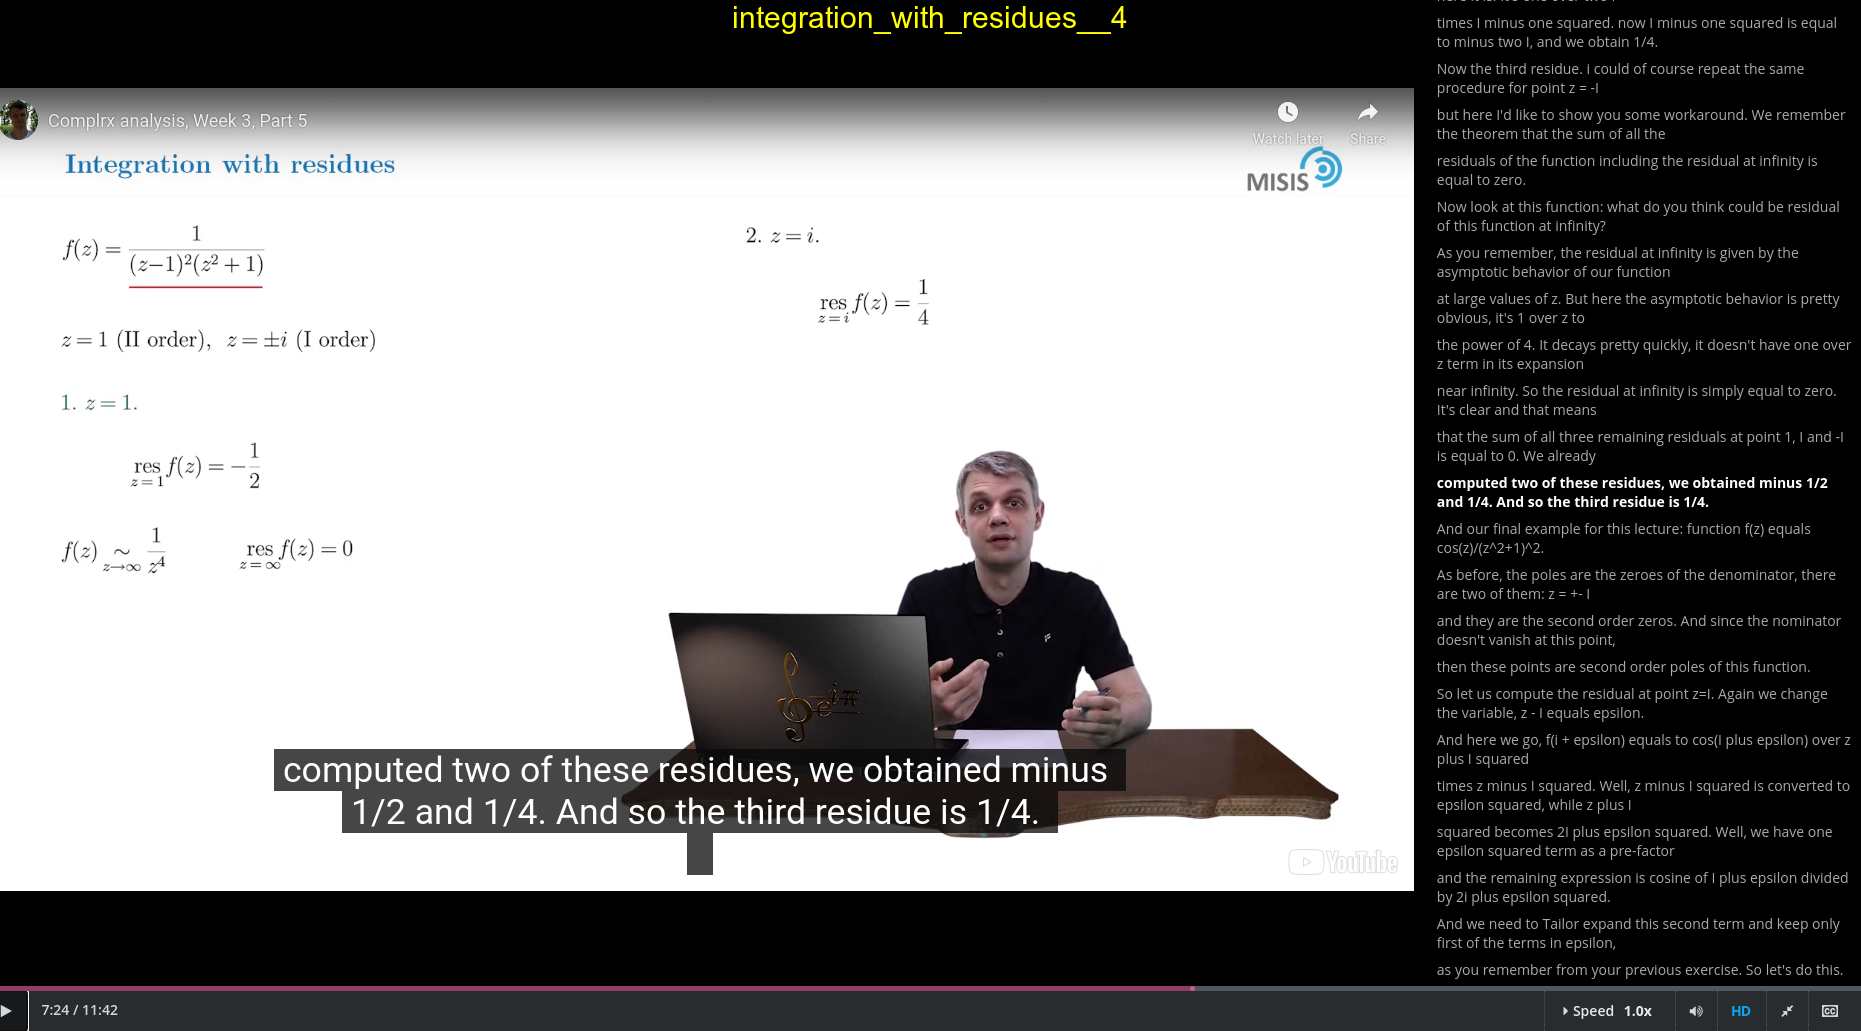 integration_with_residues__4
Complrx analysis, Week 3, Part 5
Watch later
Share
Integration with residues
MISIS
f(z) = 1 / (z−1)²(z² + 1)
z = 1 (II order), z = ±i (I order)
1. z = 1.
res f(z) = − 1/2
z = 1
f(z) ∼ 1/z⁴
z→∞
res f(z) = 0
z = ∞
2. z = i.
res f(z) = 1/4
z = i
computed two of these residues, we obtained minus
1/2 and 1/4. And so the third residue is 1/4.
YouTube
times I minus one squared. now I minus one squared is equal
to minus two I, and we obtain 1/4.
Now the third residue. i could of course repeat the same
procedure for point z = -I
but here I'd like to show you some workaround. We remember
the theorem that the sum of all the
residuals of the function including the residual at infinity is
equal to zero.
Now look at this function: what do you think could be residual
of this function at infinity?
As you remember, the residual at infinity is given by the
asymptotic behavior of our function
at large values of z. But here the asymptotic behavior is pretty
obvious, it's 1 over z to
the power of 4. It decays pretty quickly, it doesn't have one over
z term in its expansion
near infinity. So the residual at infinity is simply equal to zero.
It's clear and that means
that the sum of all three remaining residuals at point 1, I and -I
is equal to 0. We already
computed two of these residues, we obtained minus 1/2
and 1/4. And so the third residue is 1/4.
And our final example for this lecture: function f(z) equals
cos(z)/(z^2+1)^2.
As before, the poles are the zeroes of the denominator, there
are two of them: z = +- I
and they are the second order zeros. And since the nominator
doesn't vanish at this point,
then these points are second order poles of this function.
So let us compute the residual at point z=I. Again we change
the variable, z - I equals epsilon.
And here we go, f(i + epsilon) equals to cos(I plus epsilon) over z
plus I squared
times z minus I squared. Well, z minus I squared is converted to
epsilon squared, while z plus I
squared becomes 2I plus epsilon squared. Well, we have one
epsilon squared term as a pre-factor
and the remaining expression is cosine of I plus epsilon divided
by 2i plus epsilon squared.
And we need to Tailor expand this second term and keep only
first of the terms in epsilon,
as you remember from your previous exercise. So let's do this.
7:24 / 11:42
Speed 1.0x
HD
CC